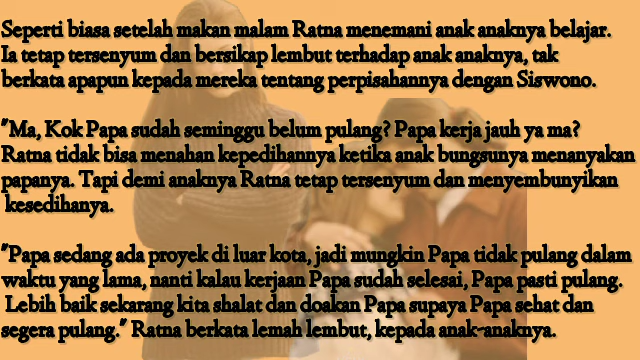 Seperti biasa setelah makan malam Ratna menemani anak anaknya belajar.
Ia tetap tersenyum dan bersikap lembut terhadap anak anaknya, tak
berkata apapun kepada mereka tentang perpisahannya dengan Siswono.
"Ma, Kok Papa sudah seminggu belum pulang? Papa kerja jauh ya ma?
Ratna tidak bisa menahan kepedihannya ketika anak bungsunya menanyakan
papanya. Tapi demi anaknya Ratna tetap tersenyum dan menyembunyikan
kesedihanya.
"Papa sedang ada proyek di luar kota, jadi mungkin Papa tidak pulang dalam
waktu yang lama, nanti kalau kerjaan Papa sudah selesai, Papa pasti pulang.
Lebih baik sekarang kita shalat dan doakan Papa supaya Papa sehat dan
segera pulang." Ratna berkata lemah lembut, kepada anak-anaknya.